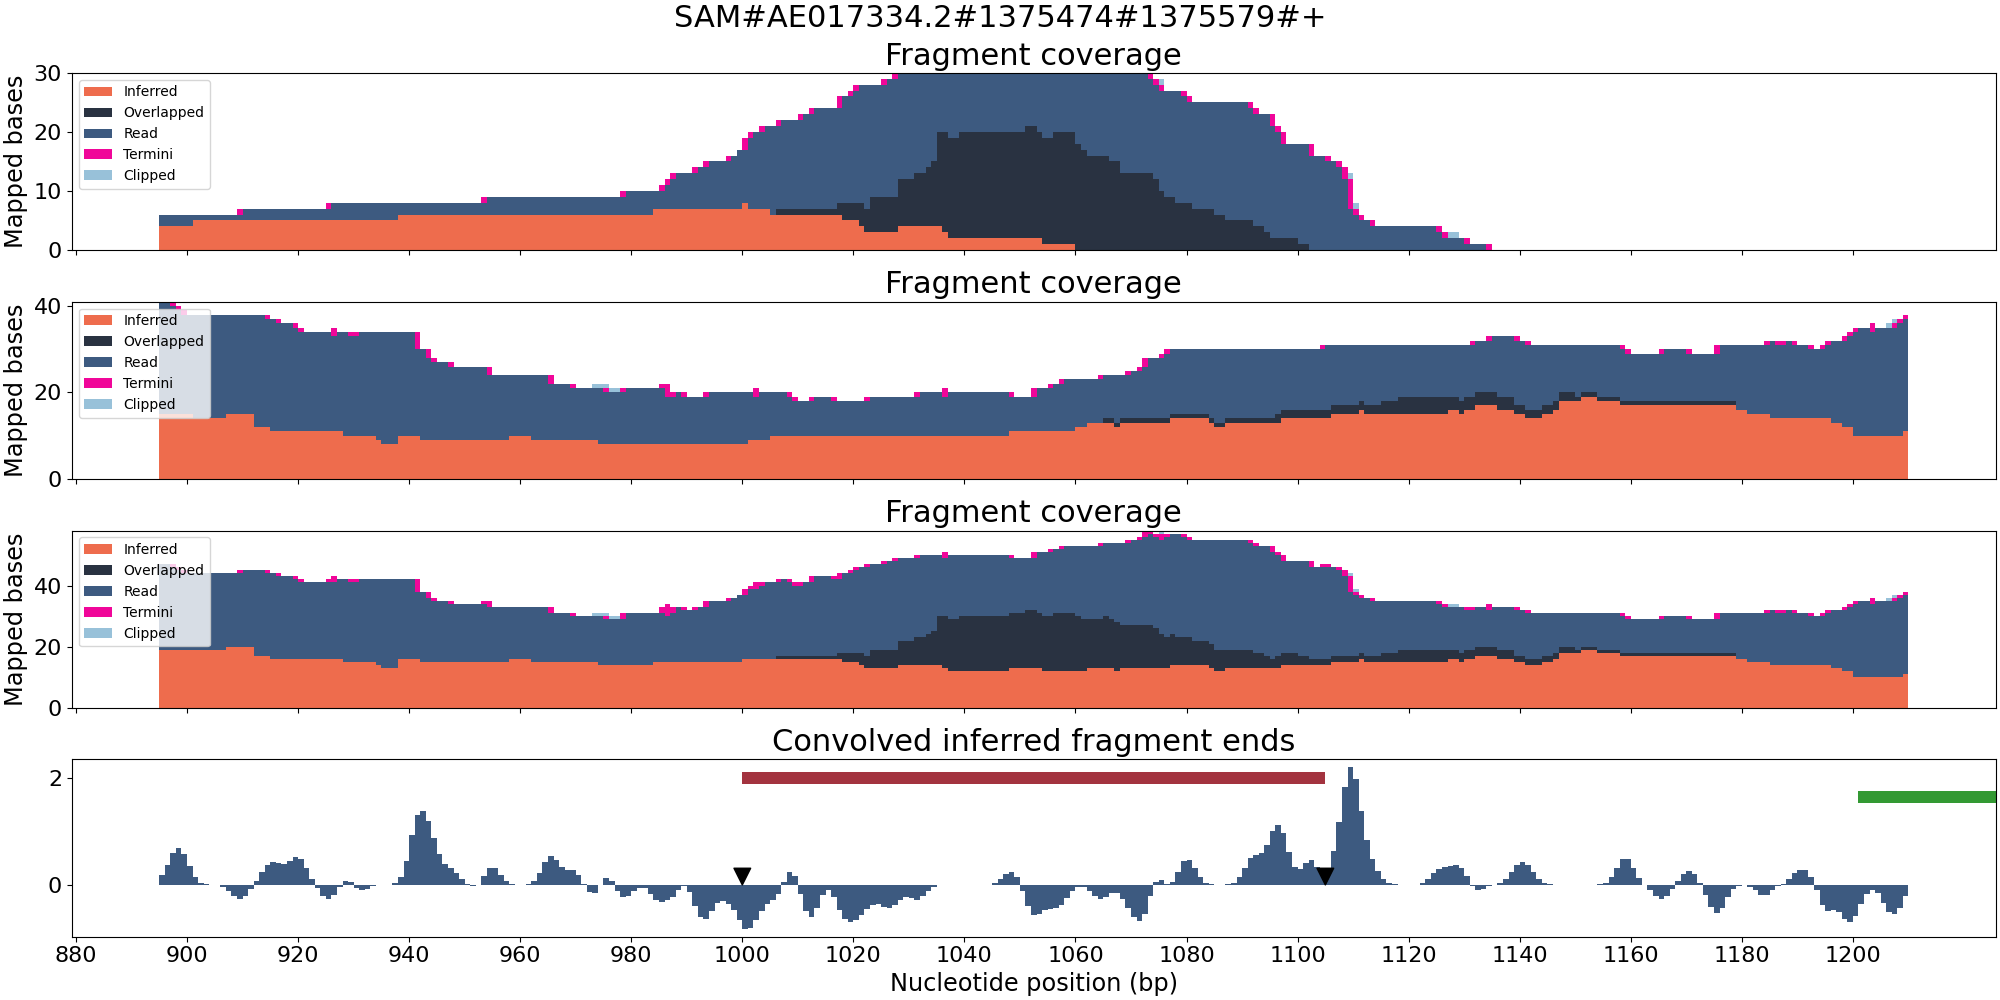 SAM#AE017334.2#1375474#1375579#+
Fragment coverage
30
20
10
0
Mapped bases
Inferred
Overlapped
Read
Termini
Clipped
Fragment coverage
40
20
0
Mapped bases
Inferred
Overlapped
Read
Termini
Clipped
Fragment coverage
40
20
0
Mapped bases
Inferred
Overlapped
Read
Termini
Clipped
Convolved inferred fragment ends
2
0
880 900 920 940 960 980 1000 1020 1040 1060 1080 1100 1120 1140 1160 1180 1200
Nucleotide position (bp)